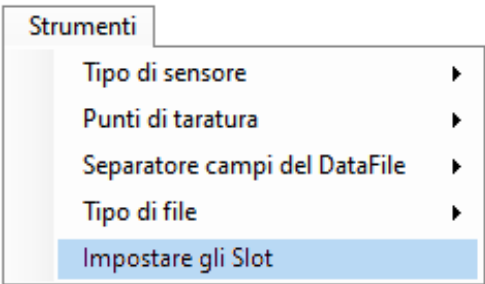 Strumenti
Tipo di sensore
Punti di taratura
Separatore campi del DataFile
Tipo di file
Impostare gli Slot